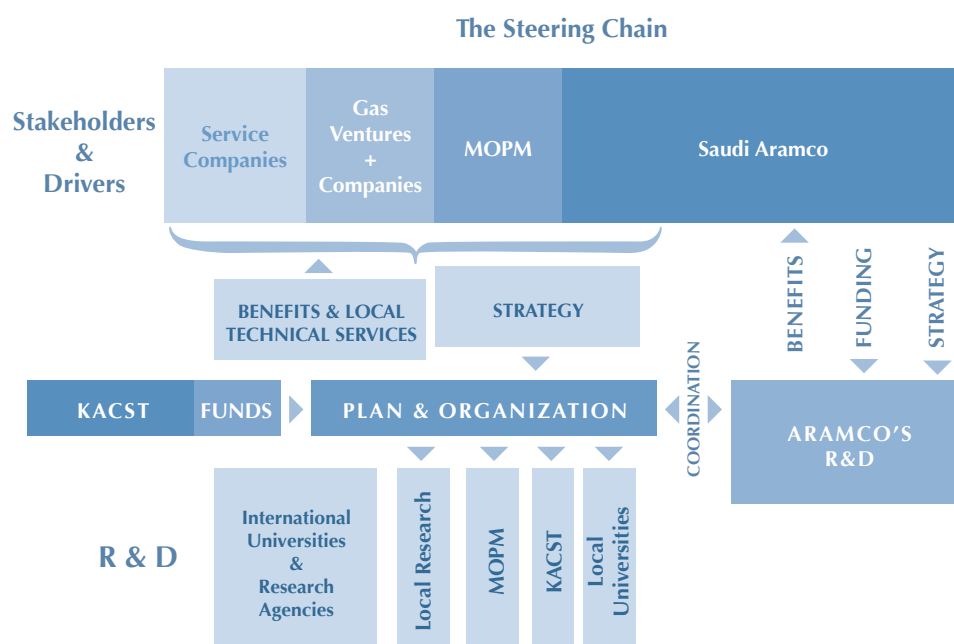 The Steering Chain
Stakeholders
&
Drivers
Service
Companies
Gas
Ventures
+
Companies
MOPM
Saudi Aramco
BENEFITS & LOCAL
TECHNICAL SERVICES
STRATEGY
BENEFITS
FUNDING
STRATEGY
KACST
FUNDS
PLAN & ORGANIZATION
COORDINATION
ARAMCO'S
R&D
R & D
International
Universities
&
Research
Agencies
Local Research
MOPM
KACST
Local
Universities